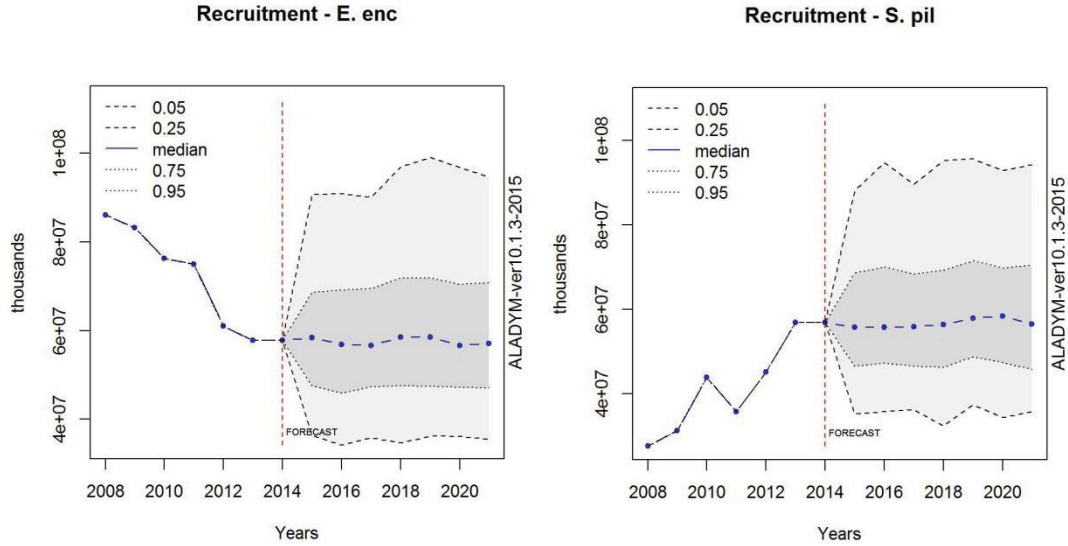 Recruitment - E. enc
0.05
0.25
median
0.75
0.95
1e+08
8e+07
6e+07
4e+07
thousands
FORECAST
2008 2010 2012 2014 2016 2018 2020
Years
ALADYM-ver10.1.3-2015
Recruitment - S. pil
0.05
0.25
median
0.75
0.95
1e+08
8e+07
6e+07
4e+07
thousands
FORECAST
2008 2010 2012 2014 2016 2018 2020
Years
ALADYM-ver10.1.3-2015